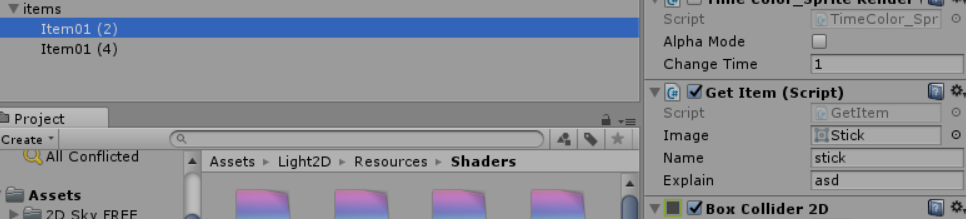 items
Item01 (2)
Item01 (4)
Project
Create
All Conflicted
Assets
2D Sky FREE
Assets Light2D Resources Shaders
Time Color_Sprite Render
Script TimeColor_Spr
Alpha Mode
Change Time 1
Get Item (Script)
Script GetItem
Image Stick
Name stick
Explain asd
Box Collider 2D